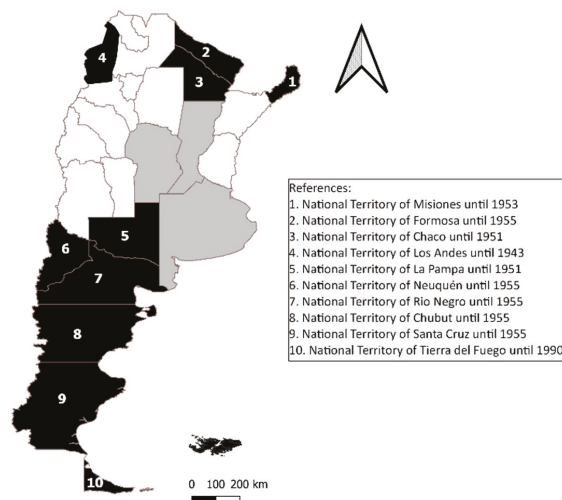 4
2
3
1
5
6
7
8
9
10
References:
1. National Territory of Misiones until 1953
2. National Territory of Formosa until 1955
3. National Territory of Chaco until 1951
4. National Territory of Los Andes until 1943
5. National Territory of La Pampa until 1951
6. National Territory of Neuquén until 1955
7. National Territory of Rio Negro until 1955
8. National Territory of Chubut until 1955
9. National Territory of Santa Cruz until 1955
10. National Territory of Tierra del Fuego until 1990
0 100 200 km